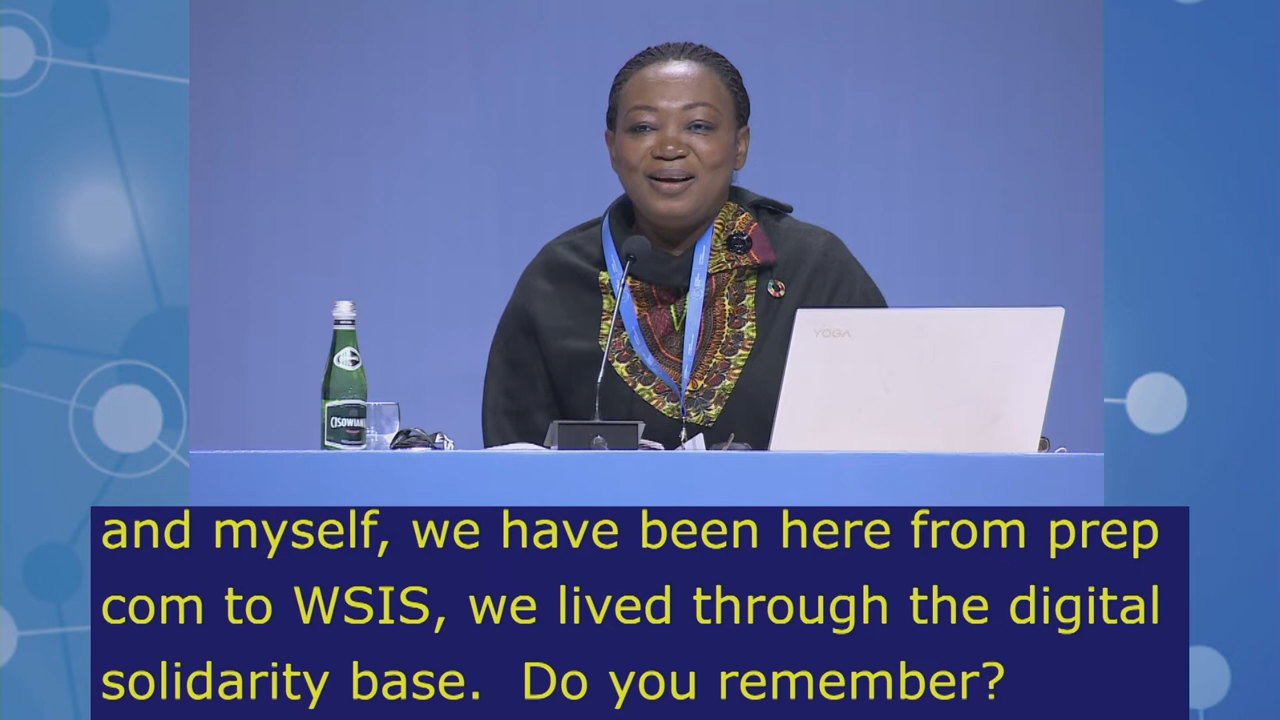 YOGA
CISOWIAN
and myself, we have been here from prep
com to WSIS, we lived through the digital
solidarity base.  Do you remember?